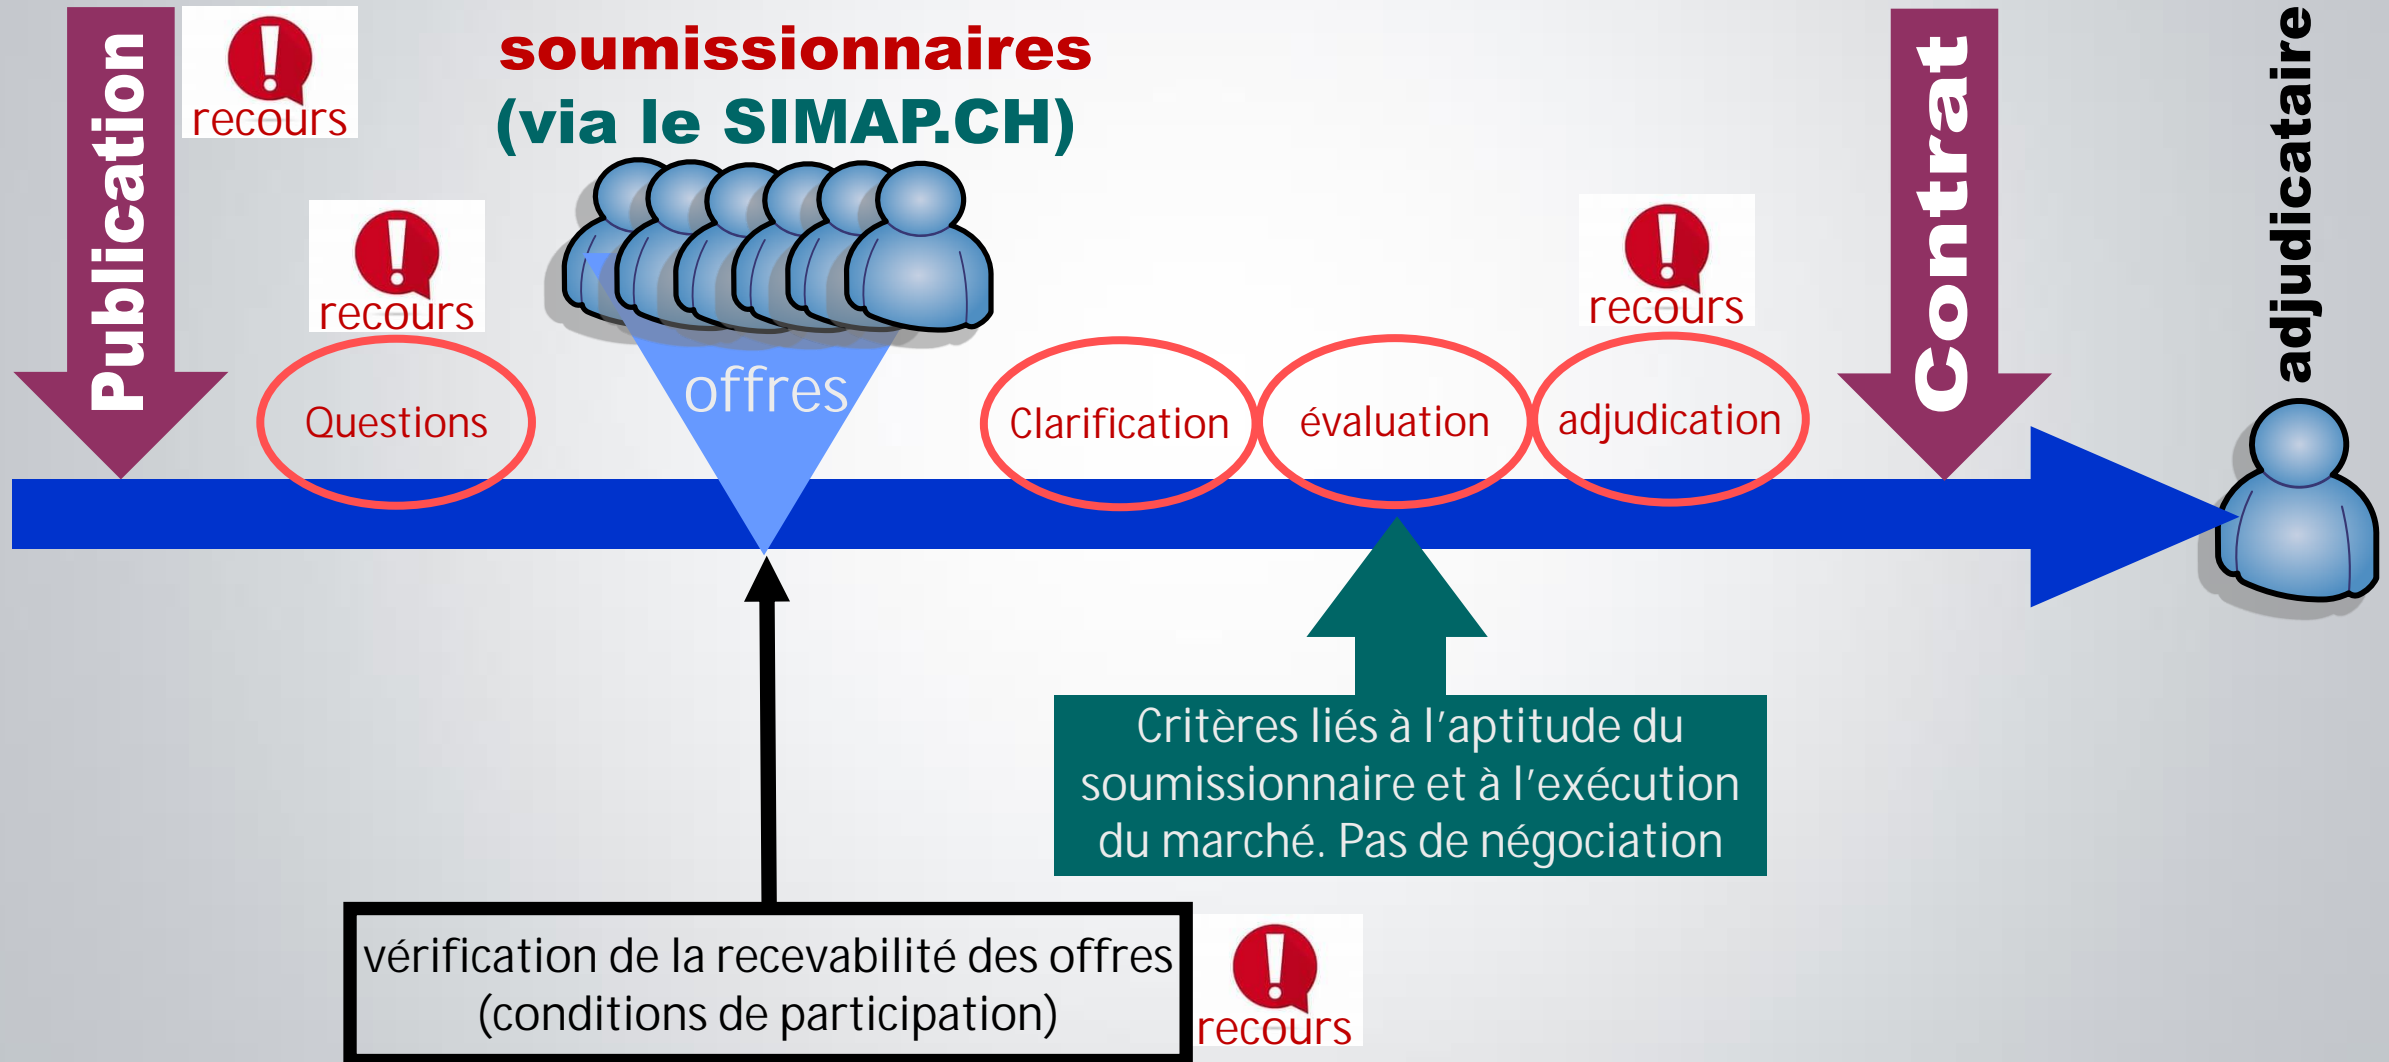 Publication
recours
soumissionnaires
(via le SIMAP.CH)
recours
Questions
offres
Clarification
évaluation
recours
adjudication
Contrat
adjudicataire
Critères liés à l'aptitude du
soumissionnaire et à l'exécution
du marché. Pas de négociation
vérification de la recevabilité des offres
(conditions de participation)
recours